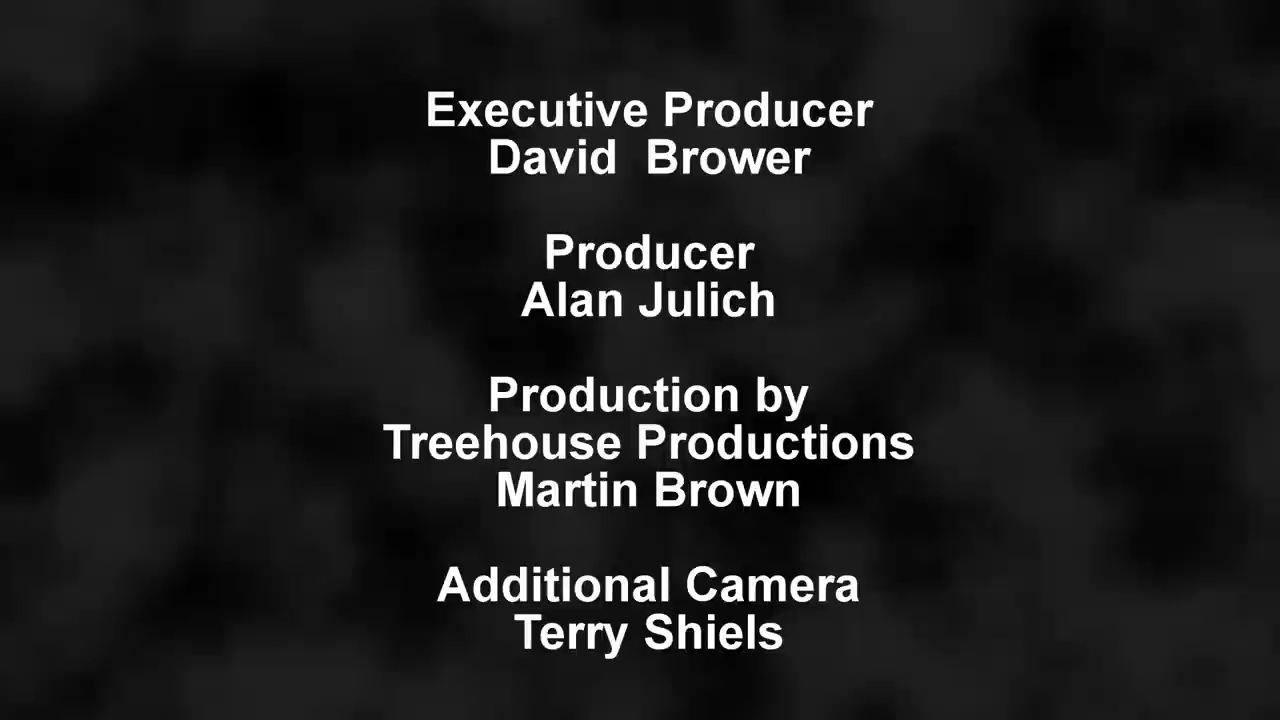 Executive Producer
David  Brower
Producer
Alan Julich
Production by
Treehouse Productions
Martin Brown
Additional Camera
Terry Shiels